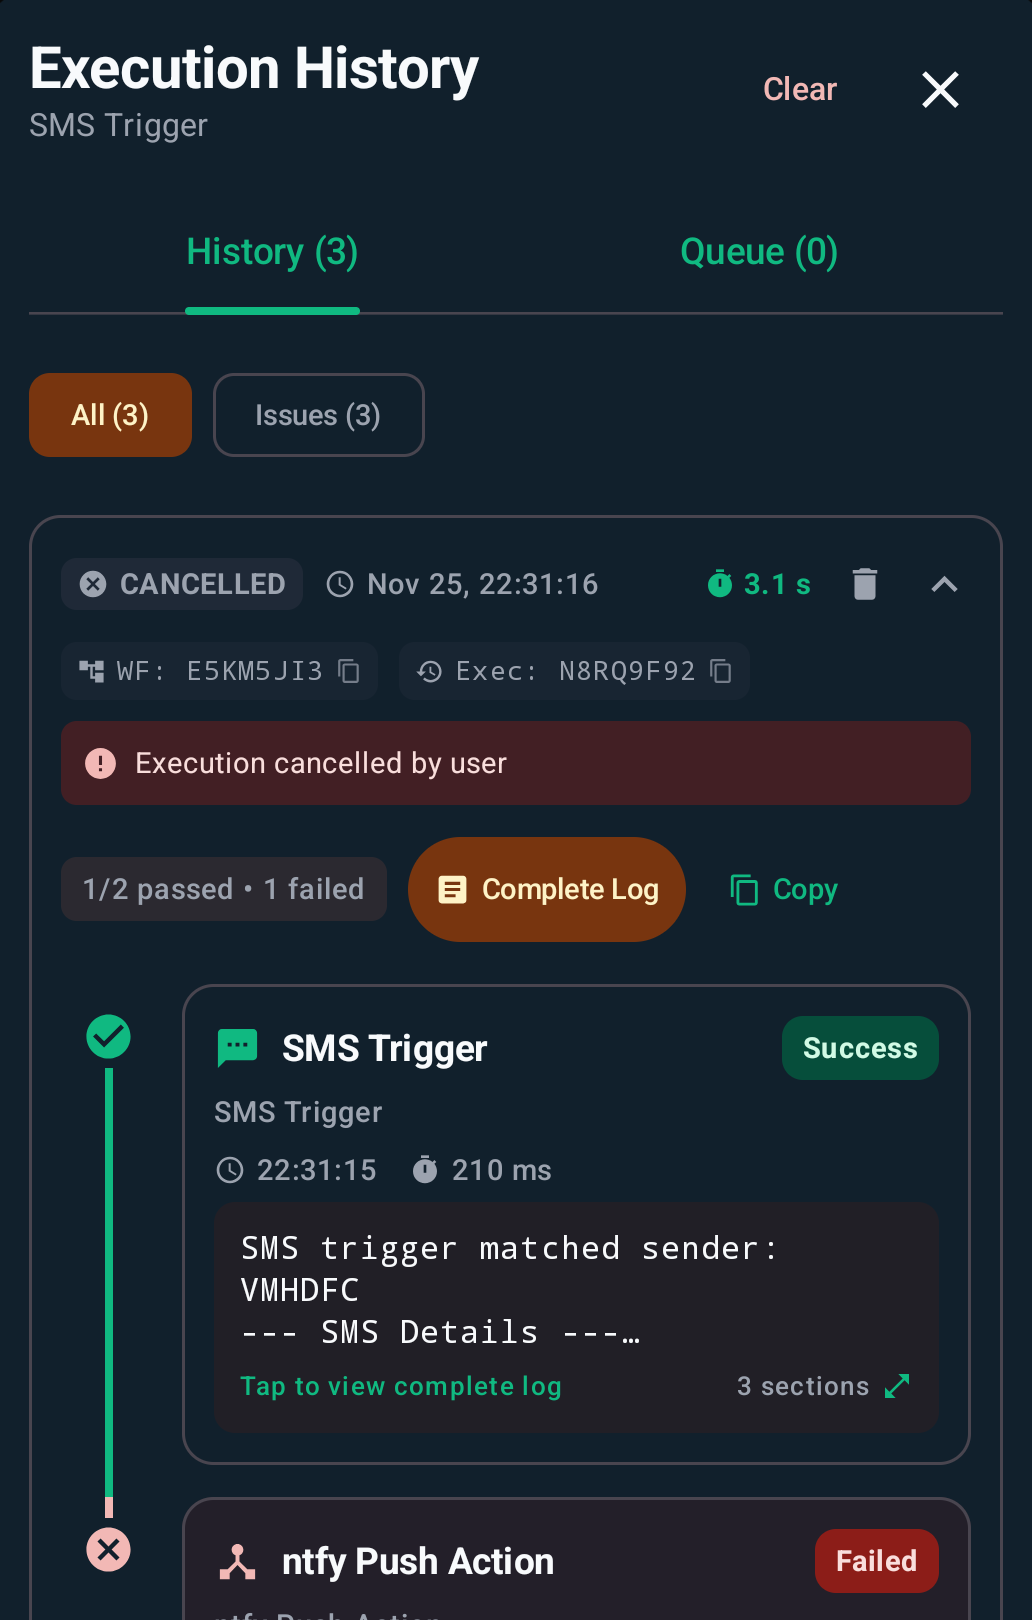 Execution History
SMS Trigger
Clear
History (3)
Queue (0)
All (3)
Issues (3)
CANCELLED
Nov 25, 22:31:16
3.1 s
WF: E5KM5JI3
Exec: N8RQ9F92
Execution cancelled by user
1/2 passed • 1 failed
Complete Log
Copy
SMS Trigger
Success
SMS Trigger
22:31:15
210 ms
SMS trigger matched sender:
VMHDFC
--- SMS Details ---…
Tap to view complete log
3 sections
ntfy Push Action
Failed
ntfy Push Action